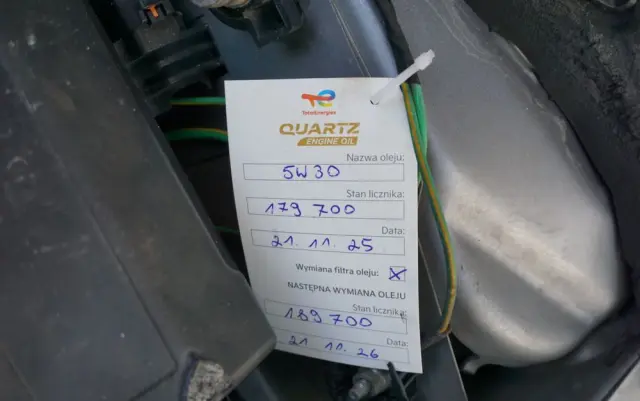 TotalEnergies
QUARTZ
ENGINE OIL
Nazwa oleju:
5W30
Stan licznika:
179 700
Data:
21. 11. 25
Wymiana filtra oleju: X
NASTĘPNA WYMIANA OLEJU
Stan licznika:
189 700
Data:
21 11. 26